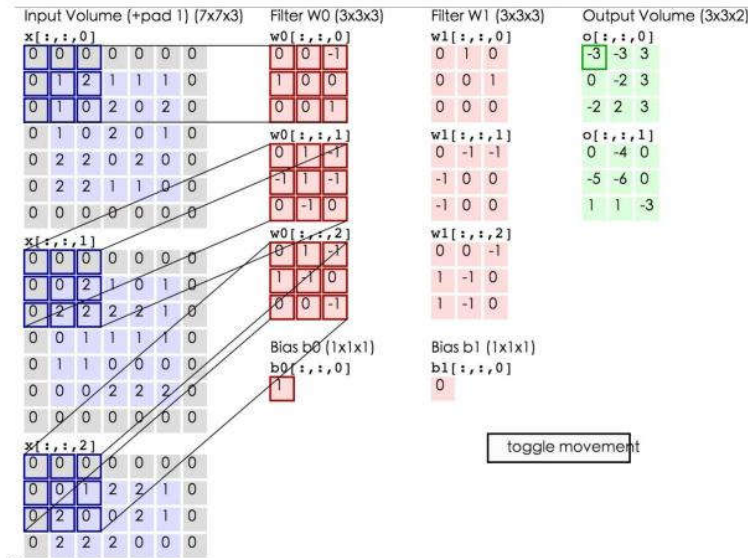 Input Volume (+pad 1) (7x7x3)
x[:,:,0]
0 0 0 0 0 0 0
0 1 2 1 1 1 0
0 1 0 2 0 2 0
0 1 0 2 0 1 0
0 2 2 0 2 0 0
0 2 2 1 1 0 0
0 0 0 0 0 0 0
x[:,:,1]
0 0 0 0 0 0 0
0 0 2 1 0 1 0
0 2 2 2 2 1 0
0 0 1 1 1 1 0
0 1 1 0 0 0 0
0 0 0 2 2 2 0
0 0 0 0 0 0 0
x[:,:,2]
0 0 0 0 0 0 0
0 0 1 2 2 1 0
0 2 0 0 2 1 0
0 2 2 2 0 0 0
Filter W0 (3x3x3)
w0[:,:,0]
0 0 -1
1 0 0
0 0 1
w0[:,:,1]
0 1 -1
-1 1 -1
0 -1 0
w0[:,:,2]
0 1 -1
1 -1 0
0 0 -1
Bias b0 (1x1x1)
b0[:,:,0]
1
Filter W1 (3x3x3)
w1[:,:,0]
0 1 0
0 0 1
0 0 0
w1[:,:,1]
0 -1 -1
-1 0 0
-1 0 0
w1[:,:,2]
0 0 -1
1 -1 0
1 -1 0
Bias b1 (1x1x1)
b1[:,:,0]
0
Output Volume (3x3x2)
o[:,:,0]
-3 -3 3
0 -2 3
-2 2 3
o[:,:,1]
0 -4 0
-5 -6 0
1 1 -3
toggle movement